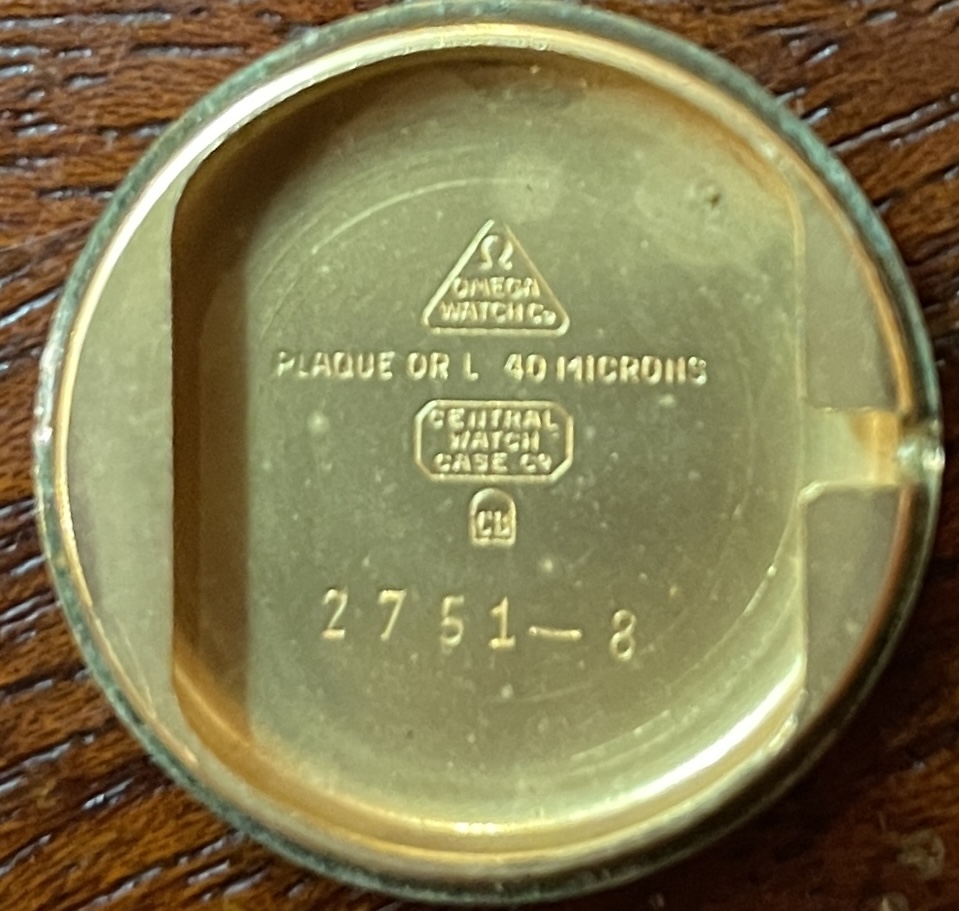 Ω
OMEGA
WATCH Co
PLAQUE OR L 40 MICRONS
CENTRAL
WATCH
CASE Co
CB
2751-8